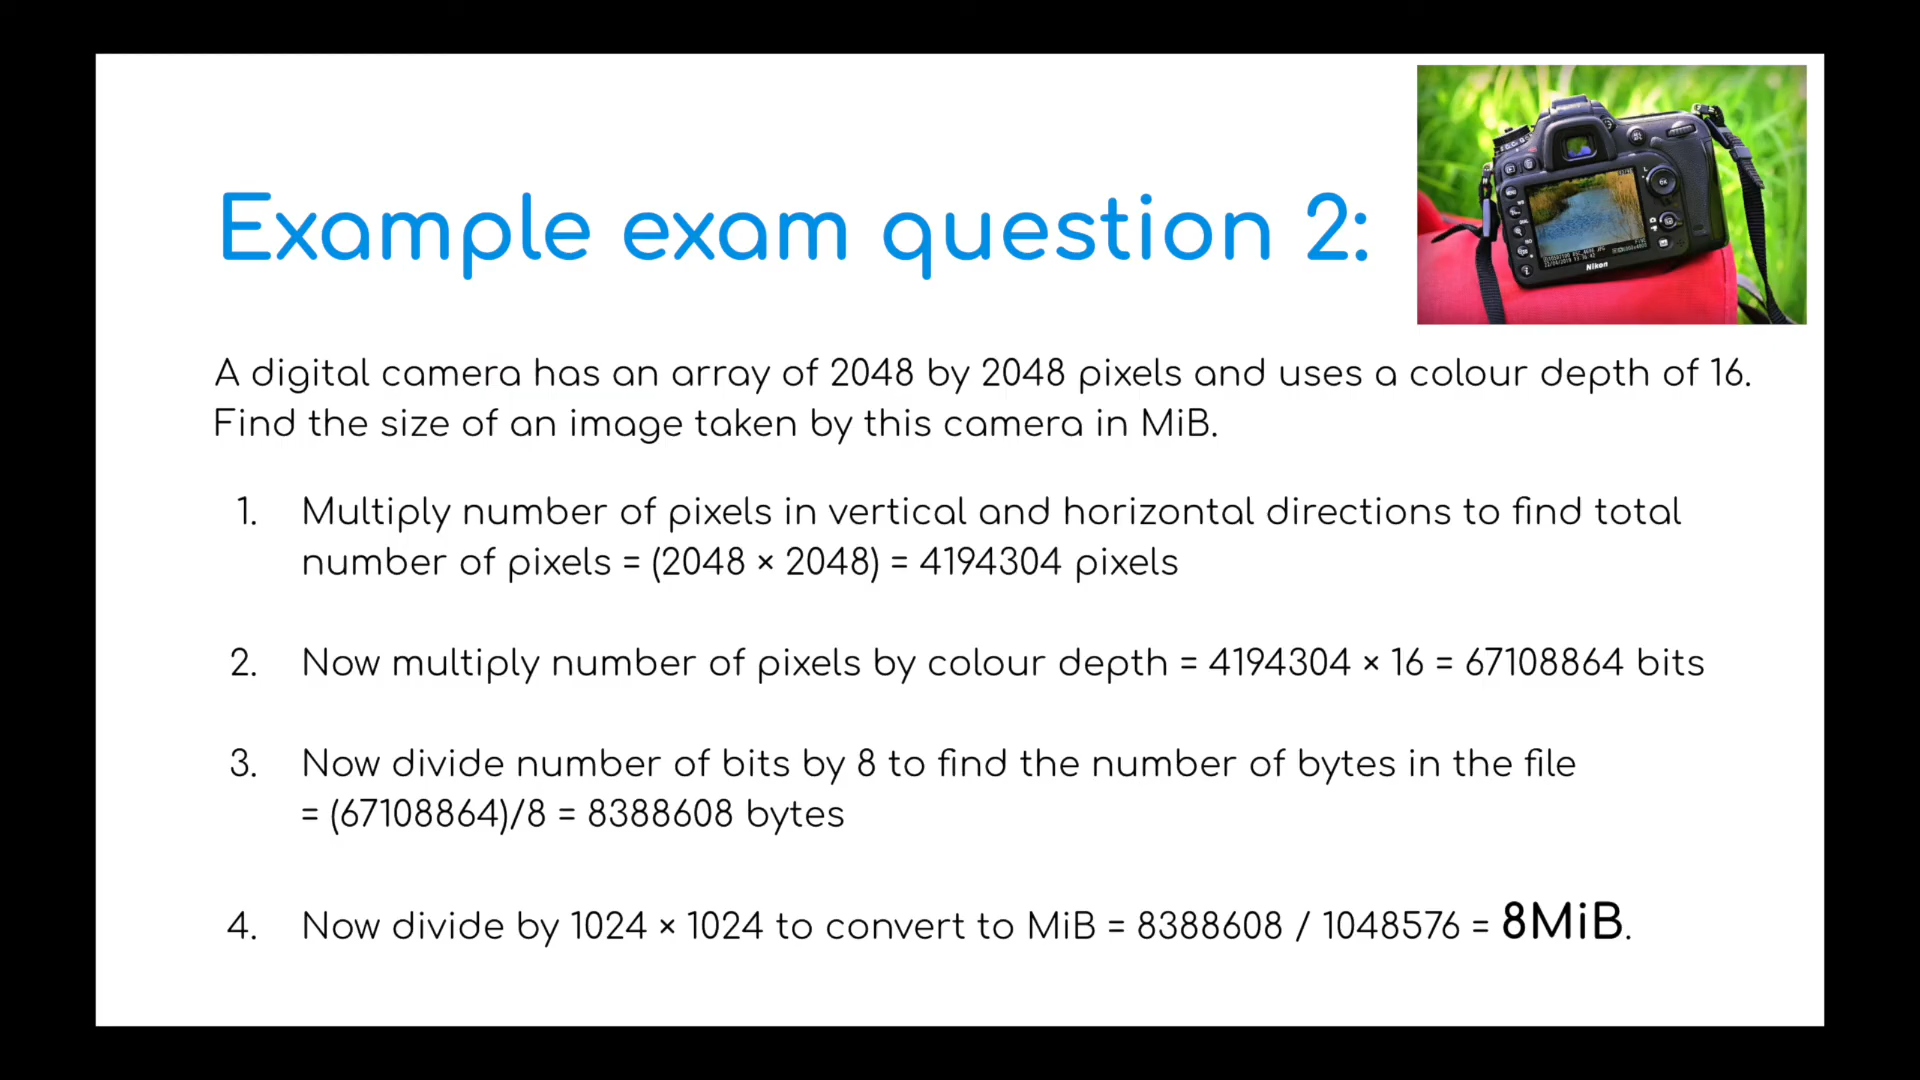 Example exam question 2:
Nikon
A digital camera has an array of 2048 by 2048 pixels and uses a colour depth of 16.
Find the size of an image taken by this camera in MiB.
1. Multiply number of pixels in vertical and horizontal directions to find total
number of pixels = (2048 × 2048) = 4194304 pixels
2. Now multiply number of pixels by colour depth = 4194304 × 16 = 67108864 bits
3. Now divide number of bits by 8 to find the number of bytes in the file
= (67108864)/8 = 8388608 bytes
4. Now divide by 1024 × 1024 to convert to MiB = 8388608 / 1048576 = 8MiB.